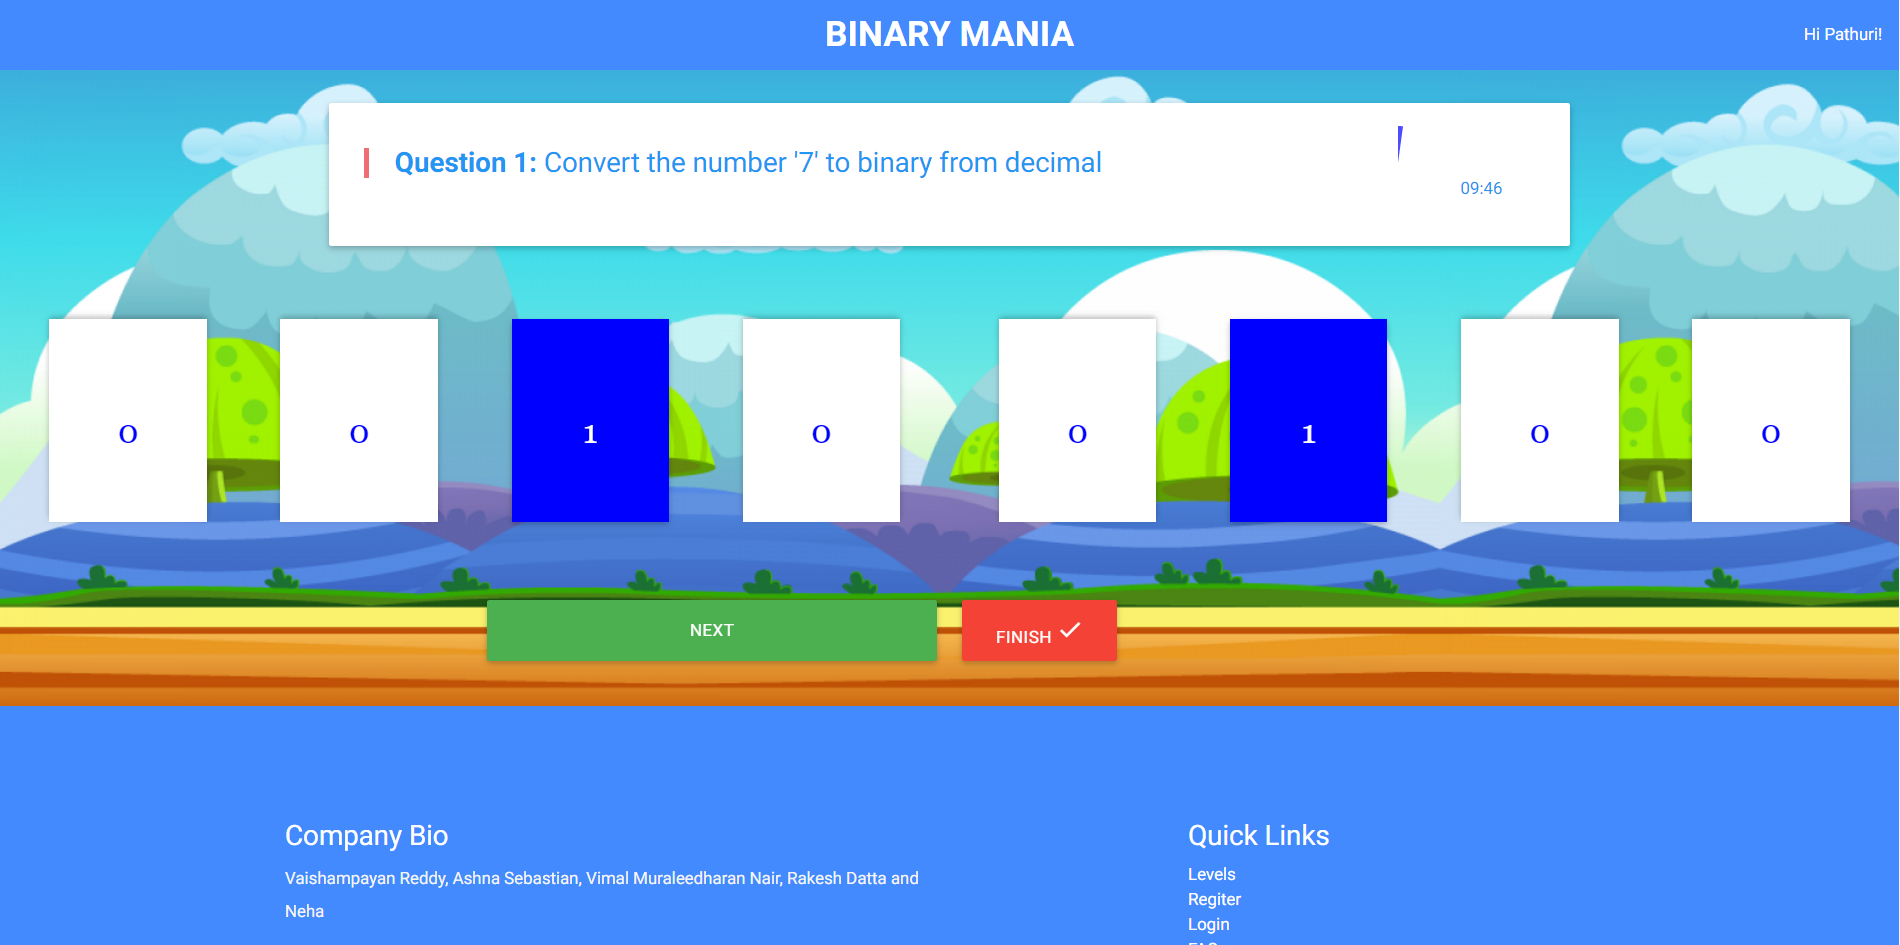 BINARY MANIA
Hi Pathuri!
Question 1: Convert the number '7' to binary from decimal
09:46
0 0 1 0 0 1 0 0
NEXT
FINISH
Company Bio
Vaishampayan Reddy, Ashna Sebastian, Vimal Muraleedharan Nair, Rakesh Datta and
Neha
Quick Links
Levels
Regiter
Login